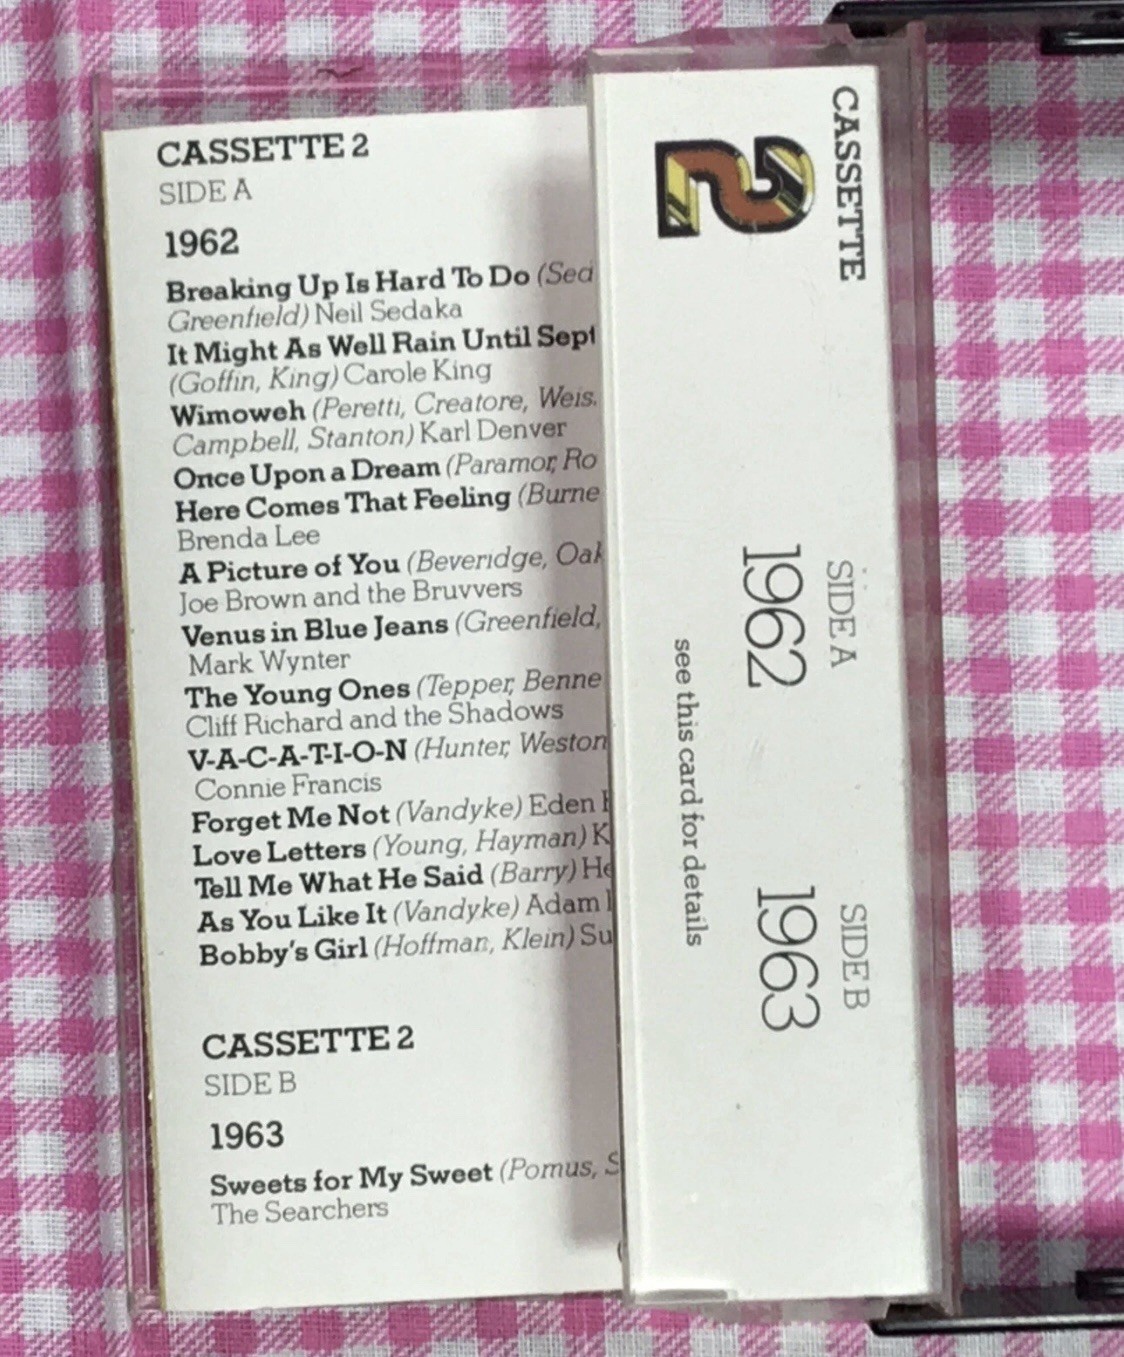 CASSETTE 2
SIDE A
1962
Breaking Up Is Hard To Do (Sed
Greenfield) Neil Sedaka
It Might As Well Rain Until Sept
(Goffin, King) Carole King
Wimoweh (Peretti, Creatore, Weis
Campbell, Stanton) Karl Denver
Once Upon a Dream (Paramor, Ro
Here Comes That Feeling (Burne
Brenda Lee
A Picture of You (Beveridge, Oak
Joe Brown and the Bruvvers
Venus in Blue Jeans (Greenfield,
Mark Wynter
The Young Ones (Tepper, Benne
Cliff Richard and the Shadows
V-A-C-A-T-I-O-N (Hunter, Weston
Connie Francis
Forget Me Not (Vandyke) Eden
Love Letters (Young, Hayman) K
Tell Me What He Said (Barry) He
As You Like It (Vandyke) Adam
Bobby's Girl (Hoffman, Klein) Su
CASSETTE 2
SIDE B
1963
Sweets for My Sweet (Pomus, S
The Searchers
CASSETTE
2
SIDE A
1962
SIDE B
1963
see this card for details